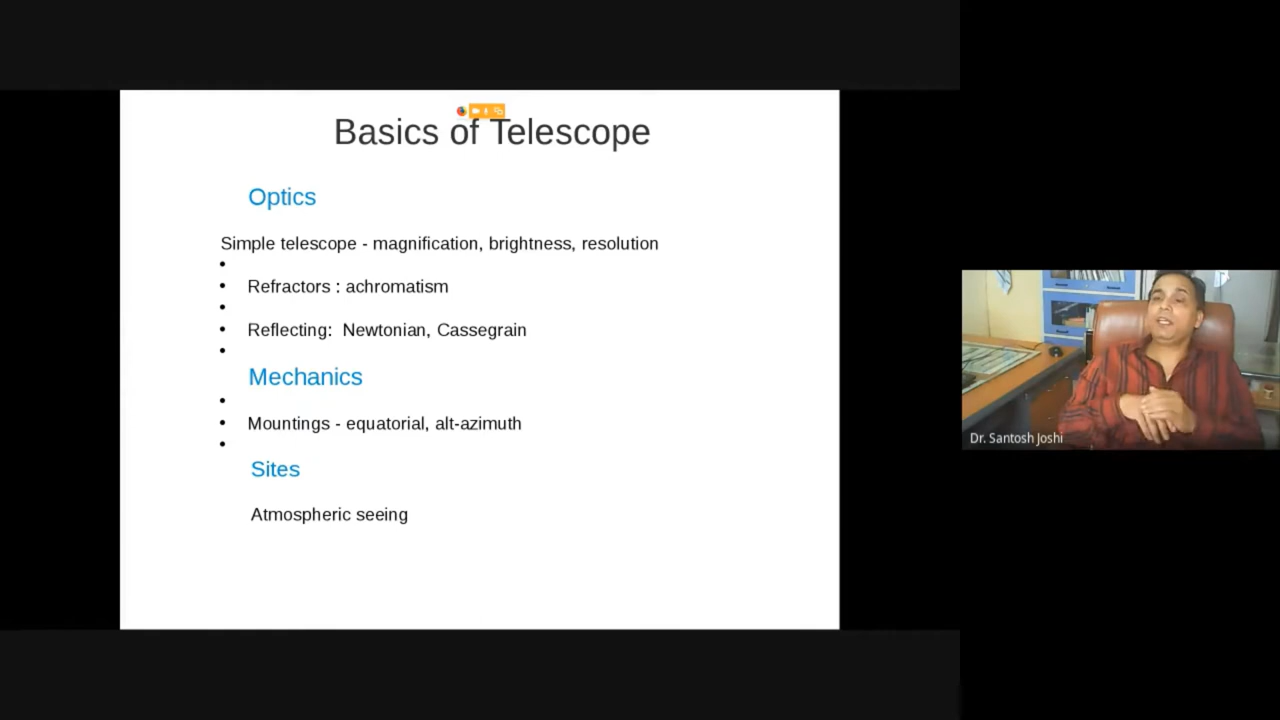 Basics of Telescope
Optics
Simple telescope - magnification, brightness, resolution
•
• Refractors : achromatism
•
• Reflecting:  Newtonian, Cassegrain
•
Mechanics
•
• Mountings - equatorial, alt-azimuth
•
Sites
Atmospheric seeing
Dr. Santosh Joshi